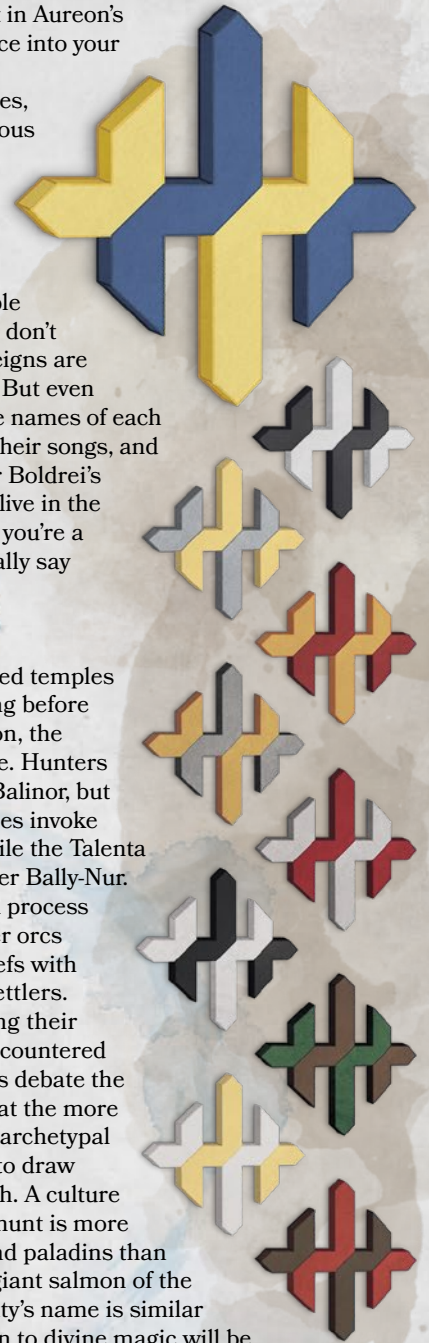 t in Aureon's
ce into your
es,
ous
ple
don't
eigns are
But even
e names of each
heir songs, and
r Boldrei's
live in the
you're a
ally say
ed temples
ng before
on, the
e. Hunters
Balinor, but
es invoke
ile the Talenta
er Bally-Nur.
process
er orcs
efs with
ettlers.
ng their
countered
s debate the
at the more
archetypal
to draw
h. A culture
hunt is more
nd paladins than
giant salmon of the
ity's name is similar
n to divine magic will be